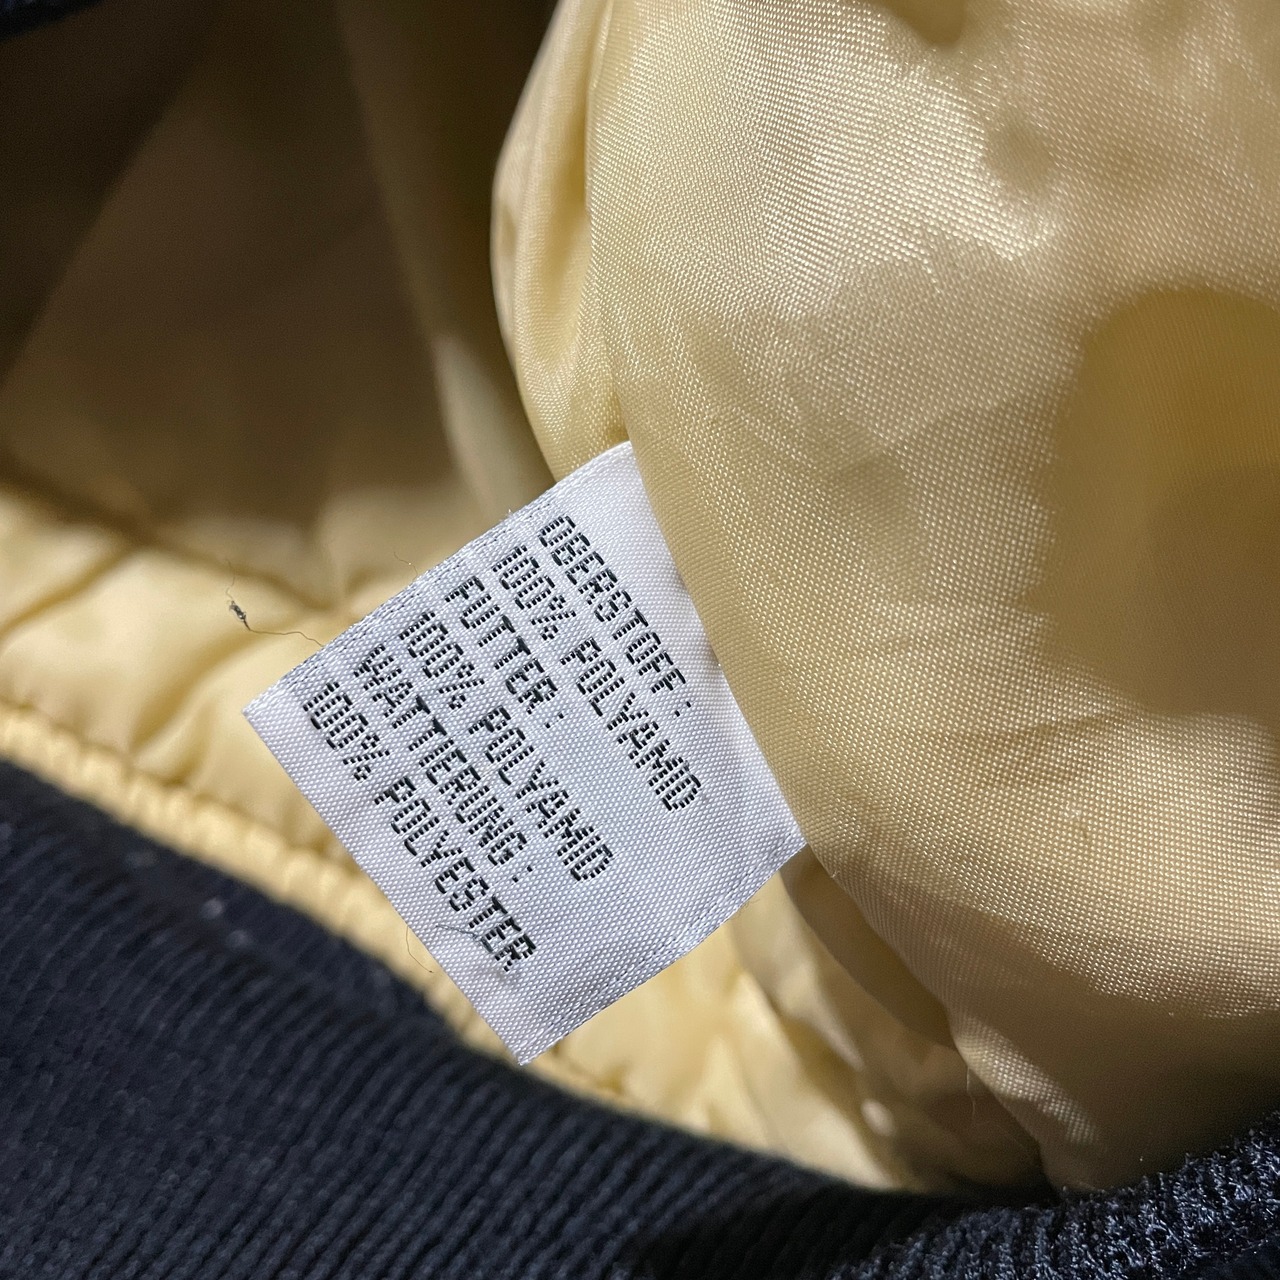 OBERSTOFF :
100% POLYAMID
FUTTER :
100% POLYAMID
WATTIERUNG :
100% POLYESTER